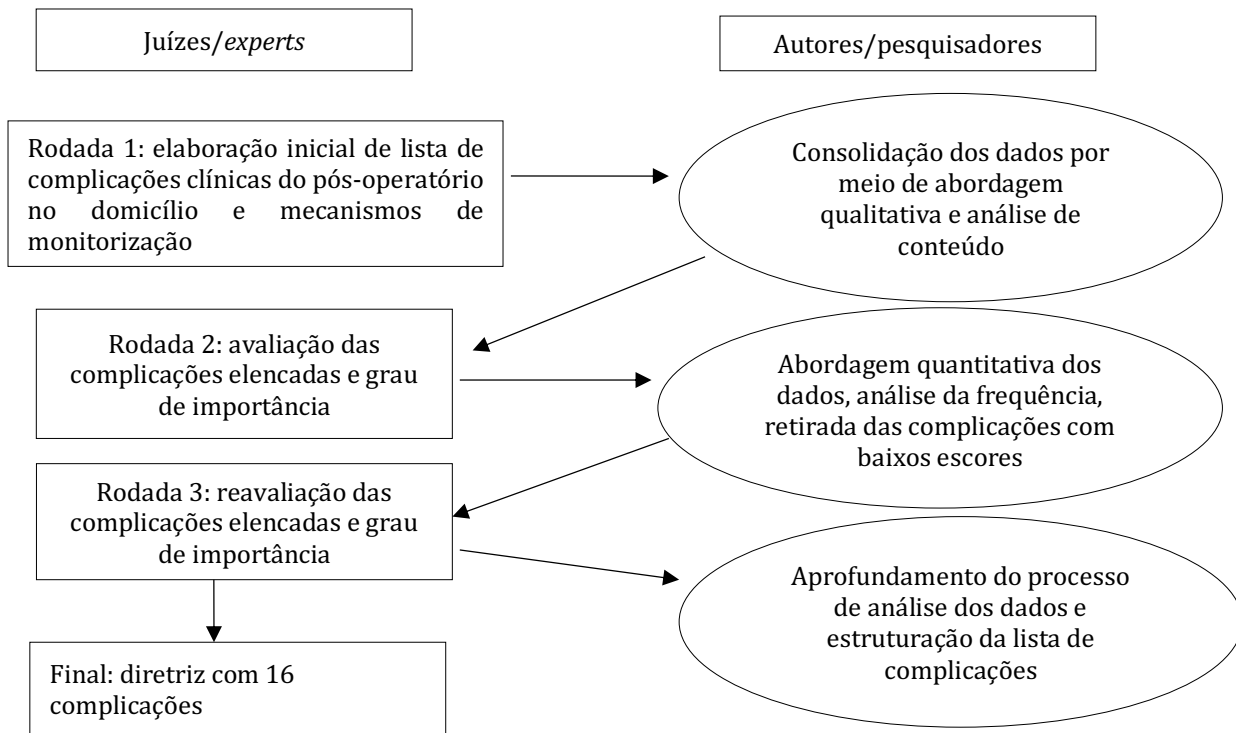 Juízes/experts
Autores/pesquisadores
Rodada 1: elaboração inicial de lista de
complicações clínicas do pós-operatório
no domicílio e mecanismos de
monitorização
Consolidação dos dados por
meio de abordagem
qualitativa e análise de
conteúdo
Rodada 2: avaliação das
complicações elencadas e grau
de importância
Abordagem quantitativa dos
dados, análise da frequência,
retirada das complicações com
baixos escores
Rodada 3: reavaliação das
complicações elencadas e grau
de importância
Aprofundamento do processo
de análise dos dados e
estruturação da lista de
complicações
Final: diretriz com 16
complicações